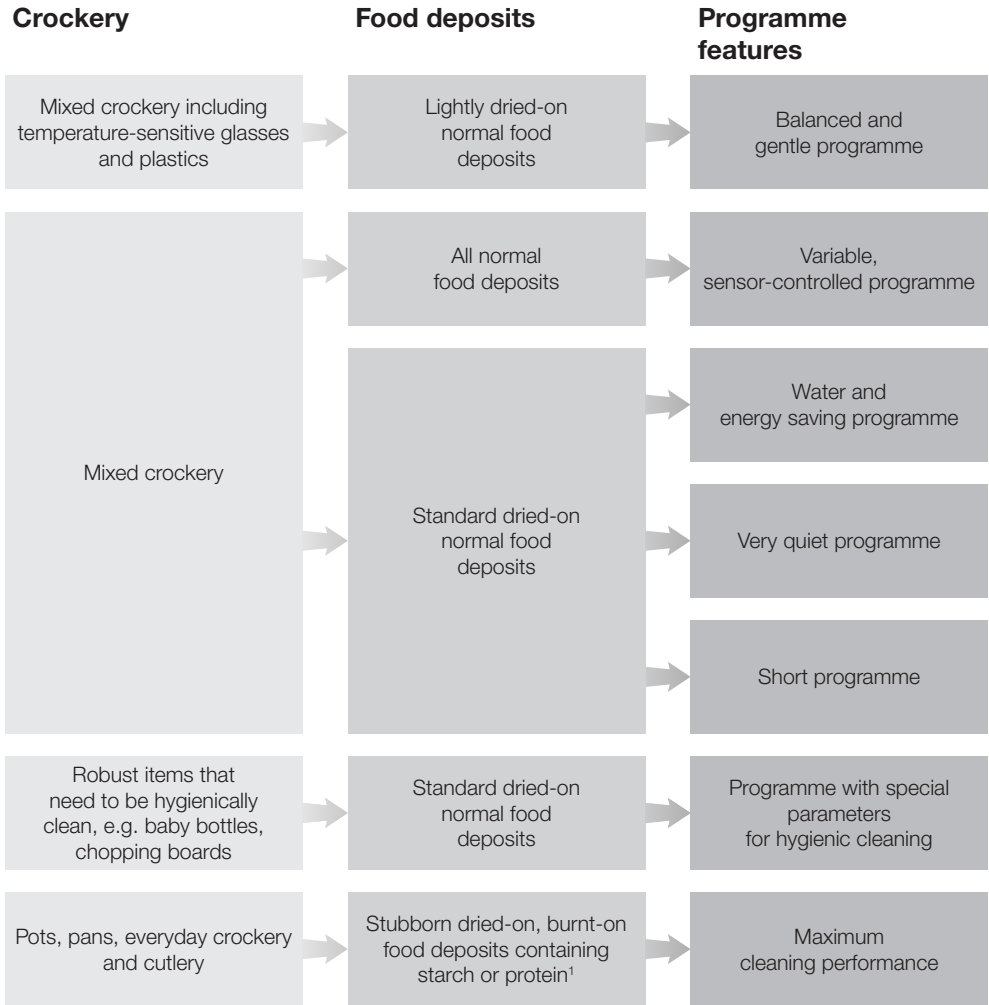 Crockery
Food deposits
Programme
features
Mixed crockery including
temperature-sensitive glasses
and plastics
Lightly dried-on
normal food
deposits
Balanced and
gentle programme
Mixed crockery
All normal
food deposits
Variable,
sensor-controlled programme
Standard dried-on
normal food
deposits
Water and
energy saving programme
Very quiet programme
Short programme
Robust items that
need to be hygienically
clean, e.g. baby bottles,
chopping boards
Standard dried-on
normal food
deposits
Programme with special
parameters
for hygienic cleaning
Pots, pans, everyday crockery
and cutlery
Stubborn dried-on, burnt-on
food deposits containing
starch or protein¹
Maximum
cleaning performance